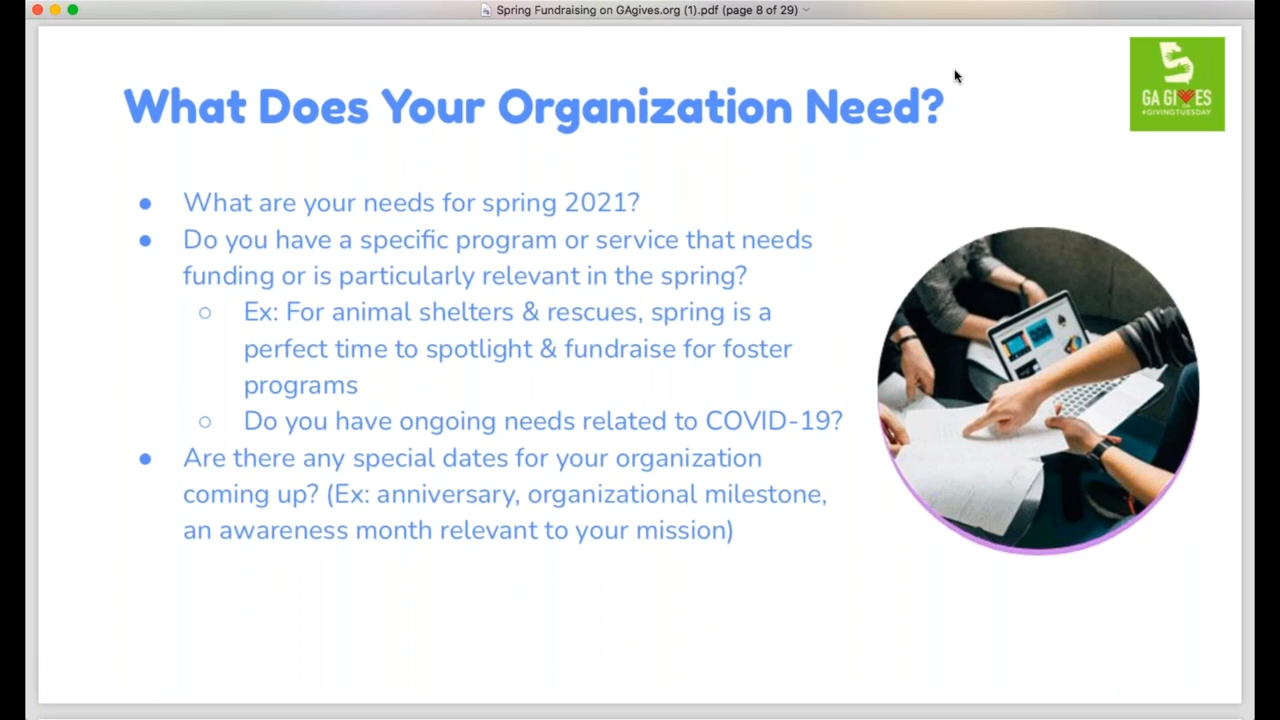 Spring Fundraising on GAgives.org (1).pdf (page 8 of 29)
What Does Your Organization Need?
GA GIVES
#GIVINGTUESDAY
● What are your needs for spring 2021?
● Do you have a specific program or service that needs
funding or is particularly relevant in the spring?
○ Ex: For animal shelters & rescues, spring is a
perfect time to spotlight & fundraise for foster
programs
○ Do you have ongoing needs related to COVID-19?
● Are there any special dates for your organization
coming up? (Ex: anniversary, organizational milestone,
an awareness month relevant to your mission)